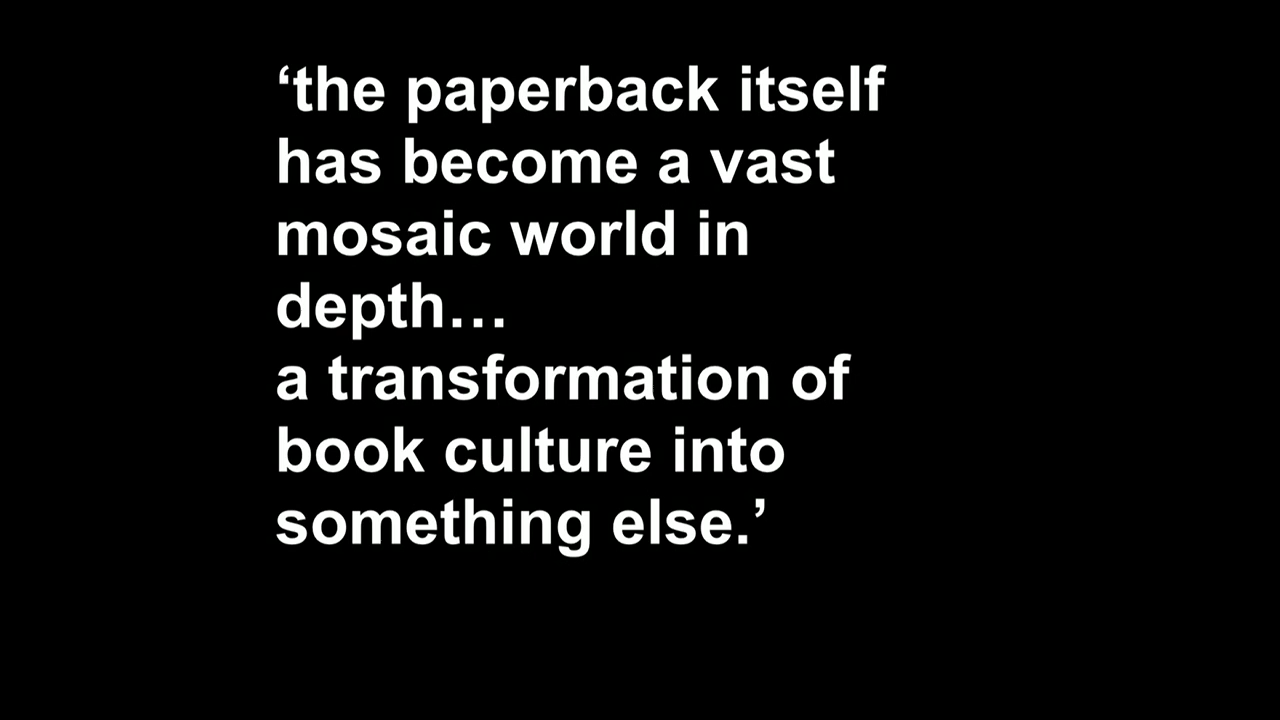 ‘the paperback itself
has become a vast
mosaic world in
depth…
a transformation of
book culture into
something else.’